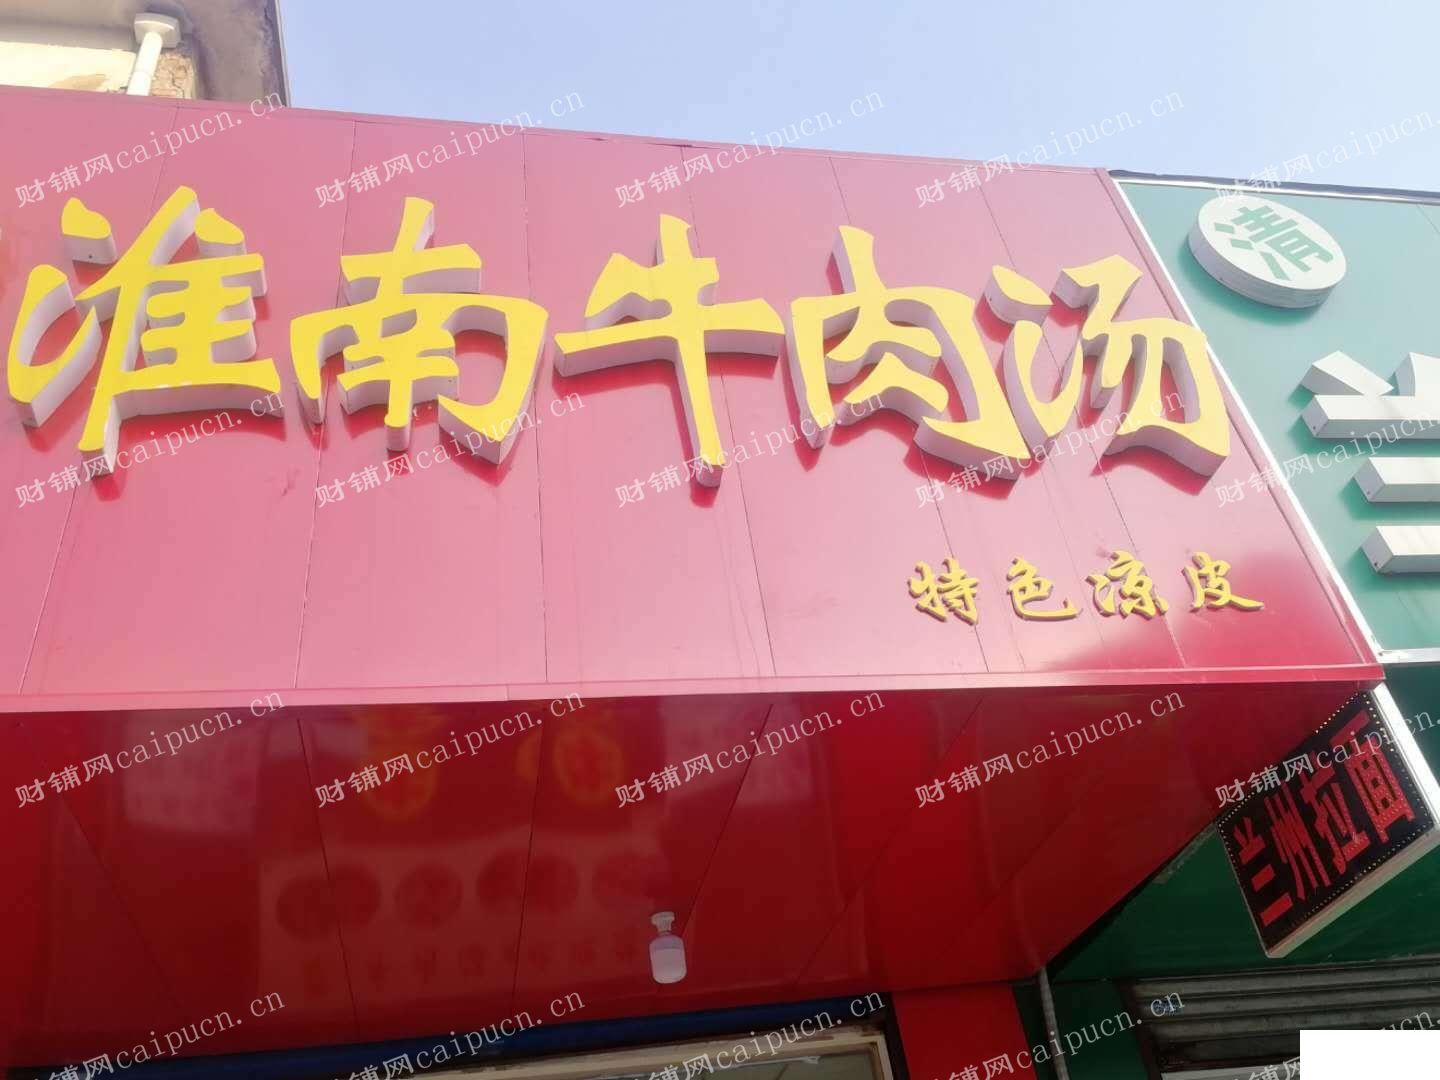 淮南牛肉汤
特色凉皮
清
兰
兰州拉面
财铺网caipucn.cn